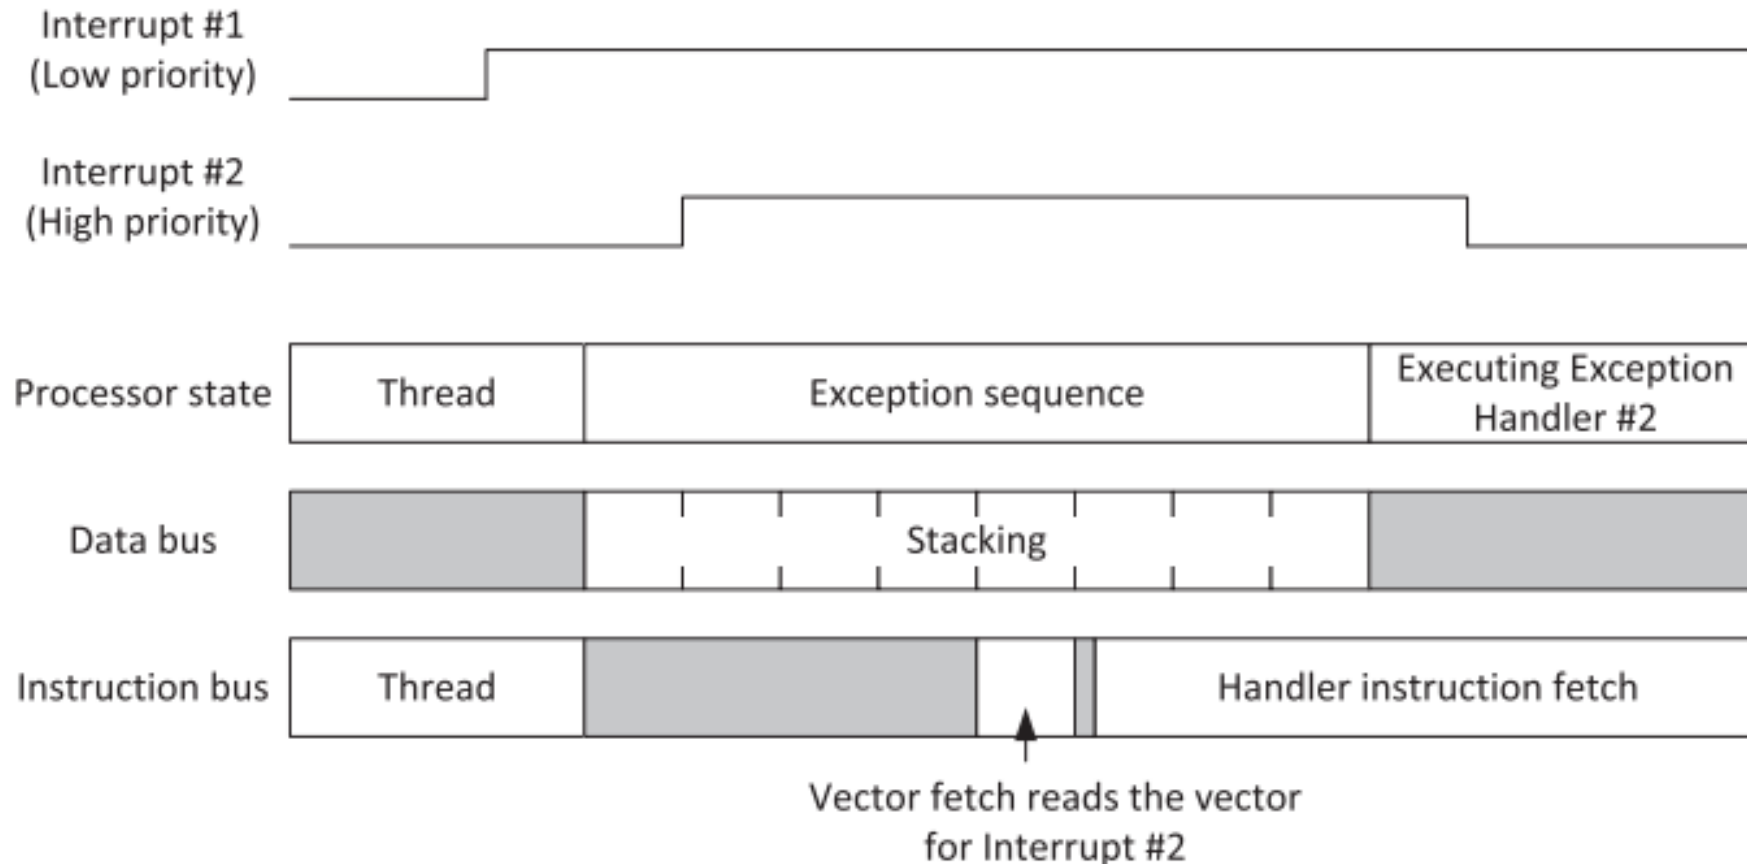 Interrupt #1
(Low priority)
Interrupt #2
(High priority)
Processor state
Thread
Exception sequence
Executing Exception
Handler #2
Data bus
Stacking
Instruction bus
Thread
Handler instruction fetch
Vector fetch reads the vector
for Interrupt #2